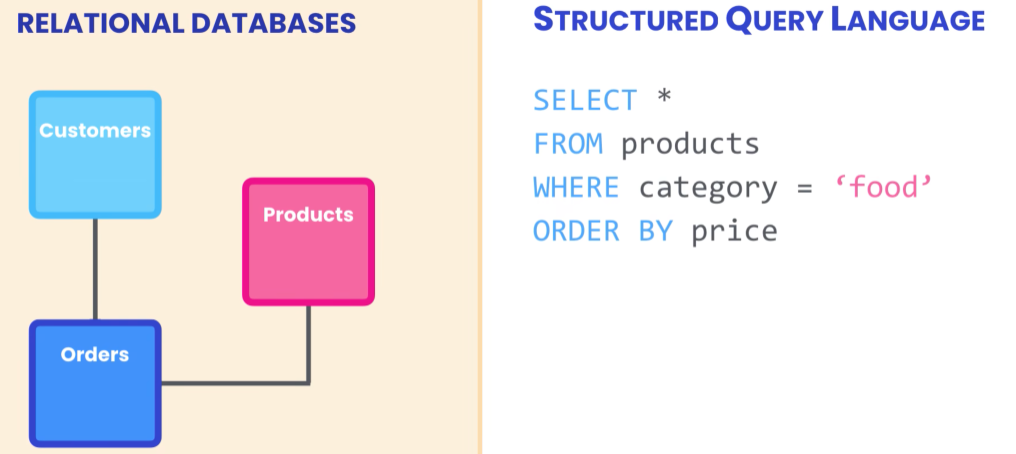 RELATIONAL DATABASES
Customers
Products
Orders
STRUCTURED QUERY LANGUAGE
SELECT *
FROM products
WHERE category = ‘food’
ORDER BY price